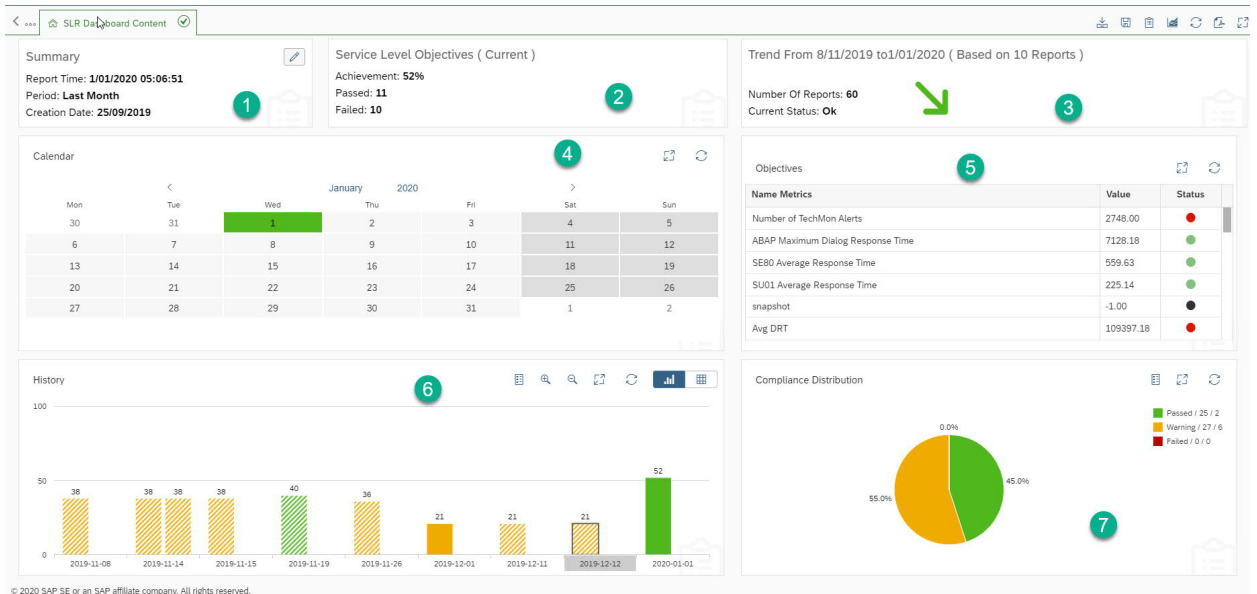 SLR Dashboard Content
Summary
Report Time: 1/01/2020 05:06:51
Period: Last Month
Creation Date: 25/09/2019
1
Service Level Objectives ( Current )
Achievement: 52%
Passed: 11
Failed: 10
2
Trend From 8/11/2019 to1/01/2020 ( Based on 10 Reports )
Number Of Reports: 60
Current Status: Ok
3
Calendar
4
January 2020
Mon Tue Wed Thu Fri Sat Sun
30 31 1 2 3 4 5
6 7 8 9 10 11 12
13 14 15 16 17 18 19
20 21 22 23 24 25 26
27 28 29 30 31 1 2
Objectives
5
Name Metrics Value Status
Number of TechMon Alerts 2748.00
ABAP Maximum Dialog Response Time 7128.18
SE80 Average Response Time 559.63
SU01 Average Response Time 225.14
snapshot -1.00
Avg DRT 109397.18
History
6
100
50
0
38 38 38 38 40 36 21 21 21 52
2019-11-08 2019-11-14 2019-11-15 2019-11-19 2019-11-26 2019-12-01 2019-12-11 2019-12-12 2020-01-01
Compliance Distribution
Passed / 25 / 2
Warning / 27 / 6
Failed / 0 / 0
0.0%
45.0%
55.0%
7
© 2020 SAP SE or an SAP affiliate company. All rights reserved.